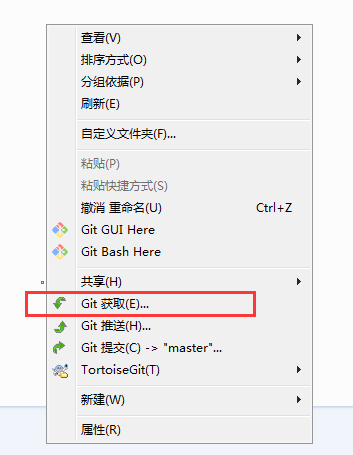 查看(V)
排序方式(O)
分组依据(P)
刷新(E)
自定义文件夹(F)...
粘贴(P)
粘贴快捷方式(S)
撤消 重命名(U) Ctrl+Z
Git GUI Here
Git Bash Here
共享(H)
Git 获取(E)...
Git 推送(H)...
Git 提交(C) -> "master"...
TortoiseGit(T)
新建(W)
属性(R)